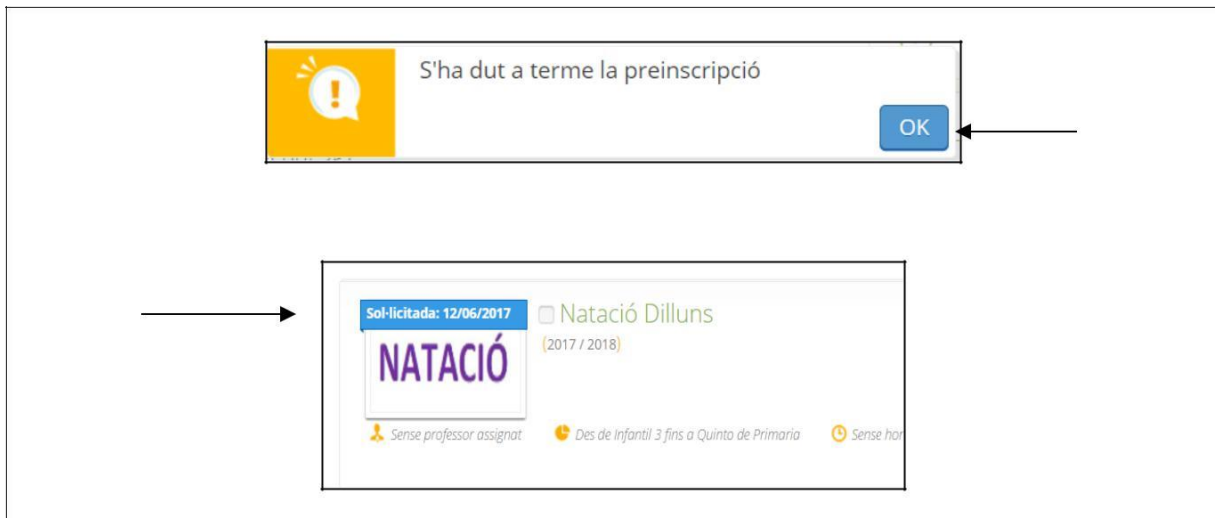 S'ha dut a terme la preinscripció
OK
Sol·licitada: 12/06/2017
Natació Dilluns
(2017 / 2018)
NATACIÓ
Sense professor assignat Des de Infantil 3 fins a Quinto de Primaria Sense